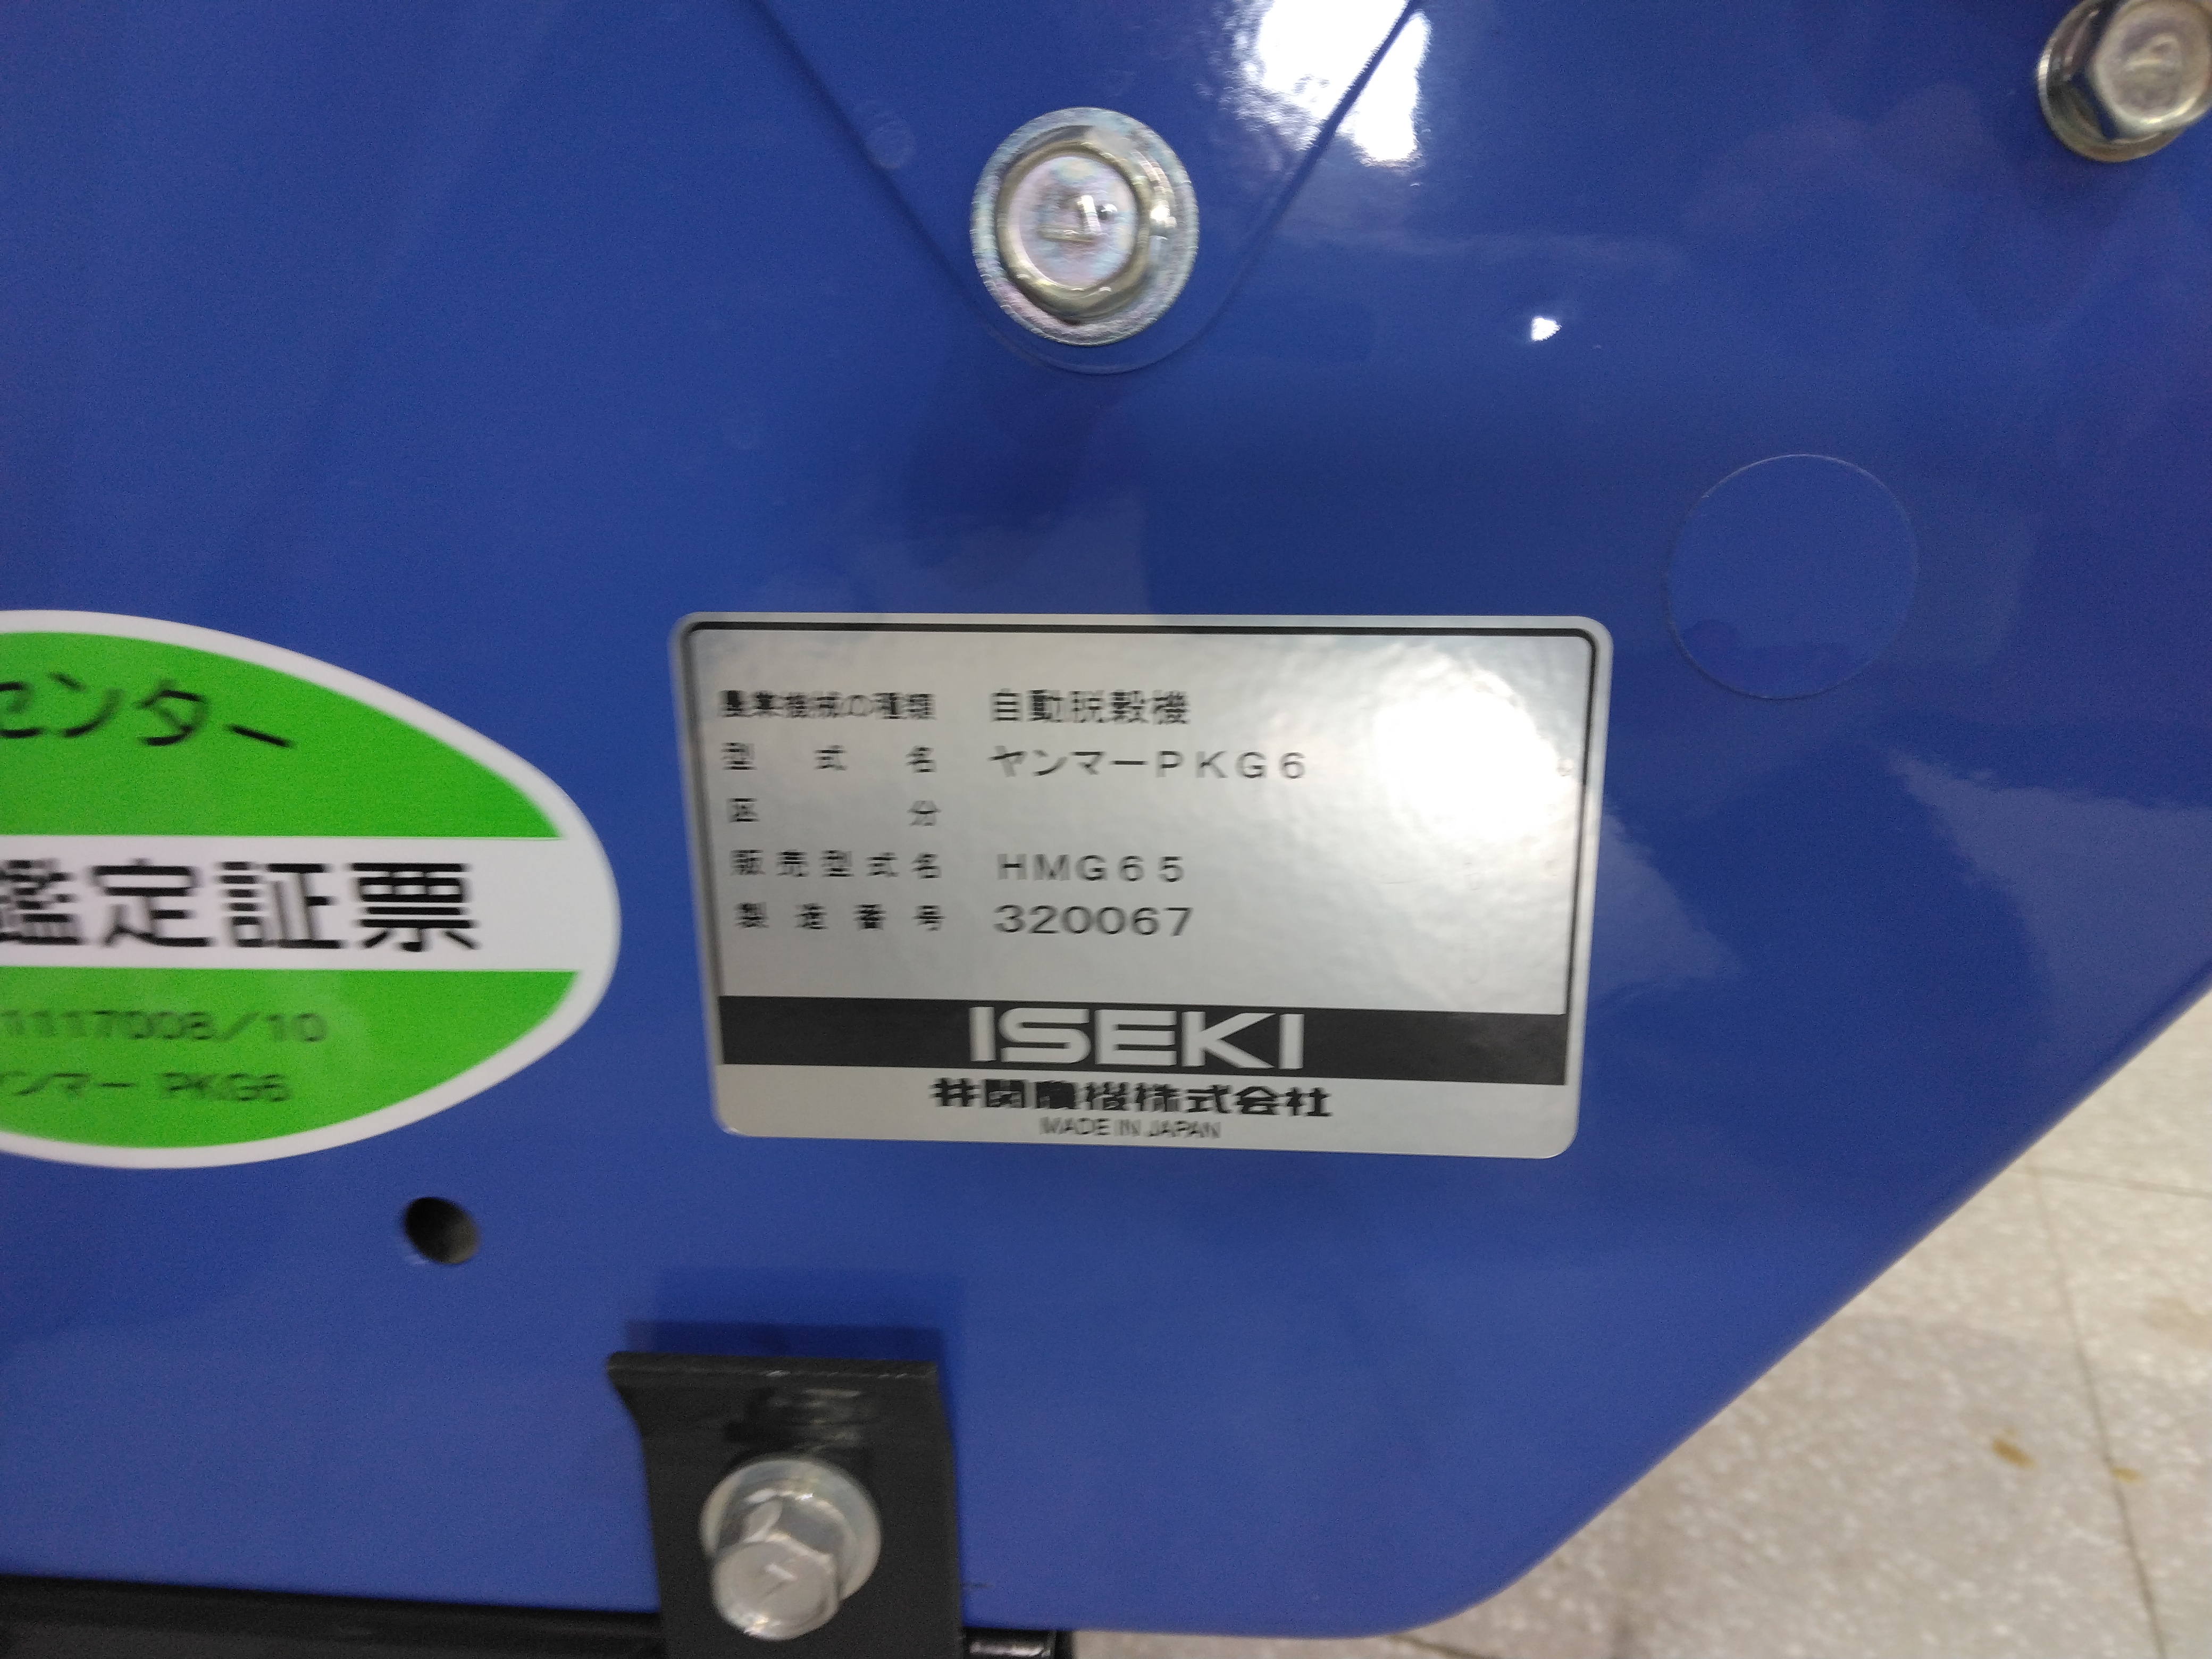 センター
鑑定証票
1117008/10
ンマー PKG6
農業機械の種類 自動脱穀機
型式名 ヤンマーPKG6
区分
販売型式名 HMG65
製造番号 320067
ISEKI
井関農機株式会社
MADE IN JAPAN